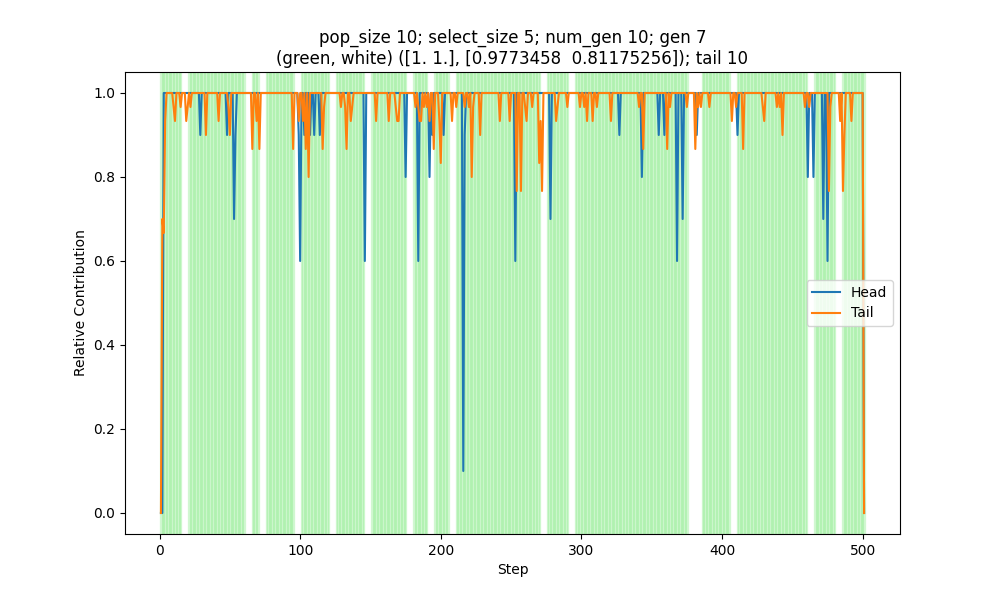 pop_size 10; select_size 5; num_gen 10; gen 7
(green, white) ([1. 1.], [0.9773458  0.81175256]); tail 10
1.0
0.8
0.6
0.4
0.2
0.0
Relative Contribution
Head
Tail
0
100
200
300
400
500
Step